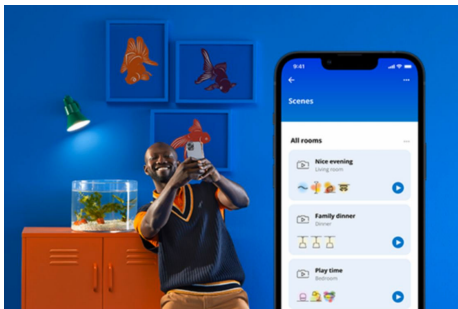 9:41
Scenes
All rooms
Nice evening
Living room
Family dinner
Dinner
Play time
Bedroom